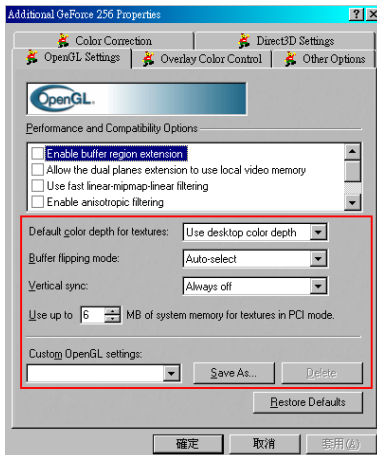 Additional GeForce 256 Properties
Color Correction
Direct3D Settings
OpenGL Settings
Overlay Color Control
Other Options
OpenGL.
Performance and Compatibility Options
Enable buffer region extension
Allow the dual planes extension to use local video memory
Use fast linear-mipmap-linear filtering
Enable anisotropic filtering
Default color depth for textures: Use desktop color depth
Buffer flipping mode: Auto-select
Vertical sync: Always off
Use up to 6 MB of system memory for textures in PCI mode.
Custom OpenGL settings:
Save As... Delete
Restore Defaults
確定 取消 套用(A)